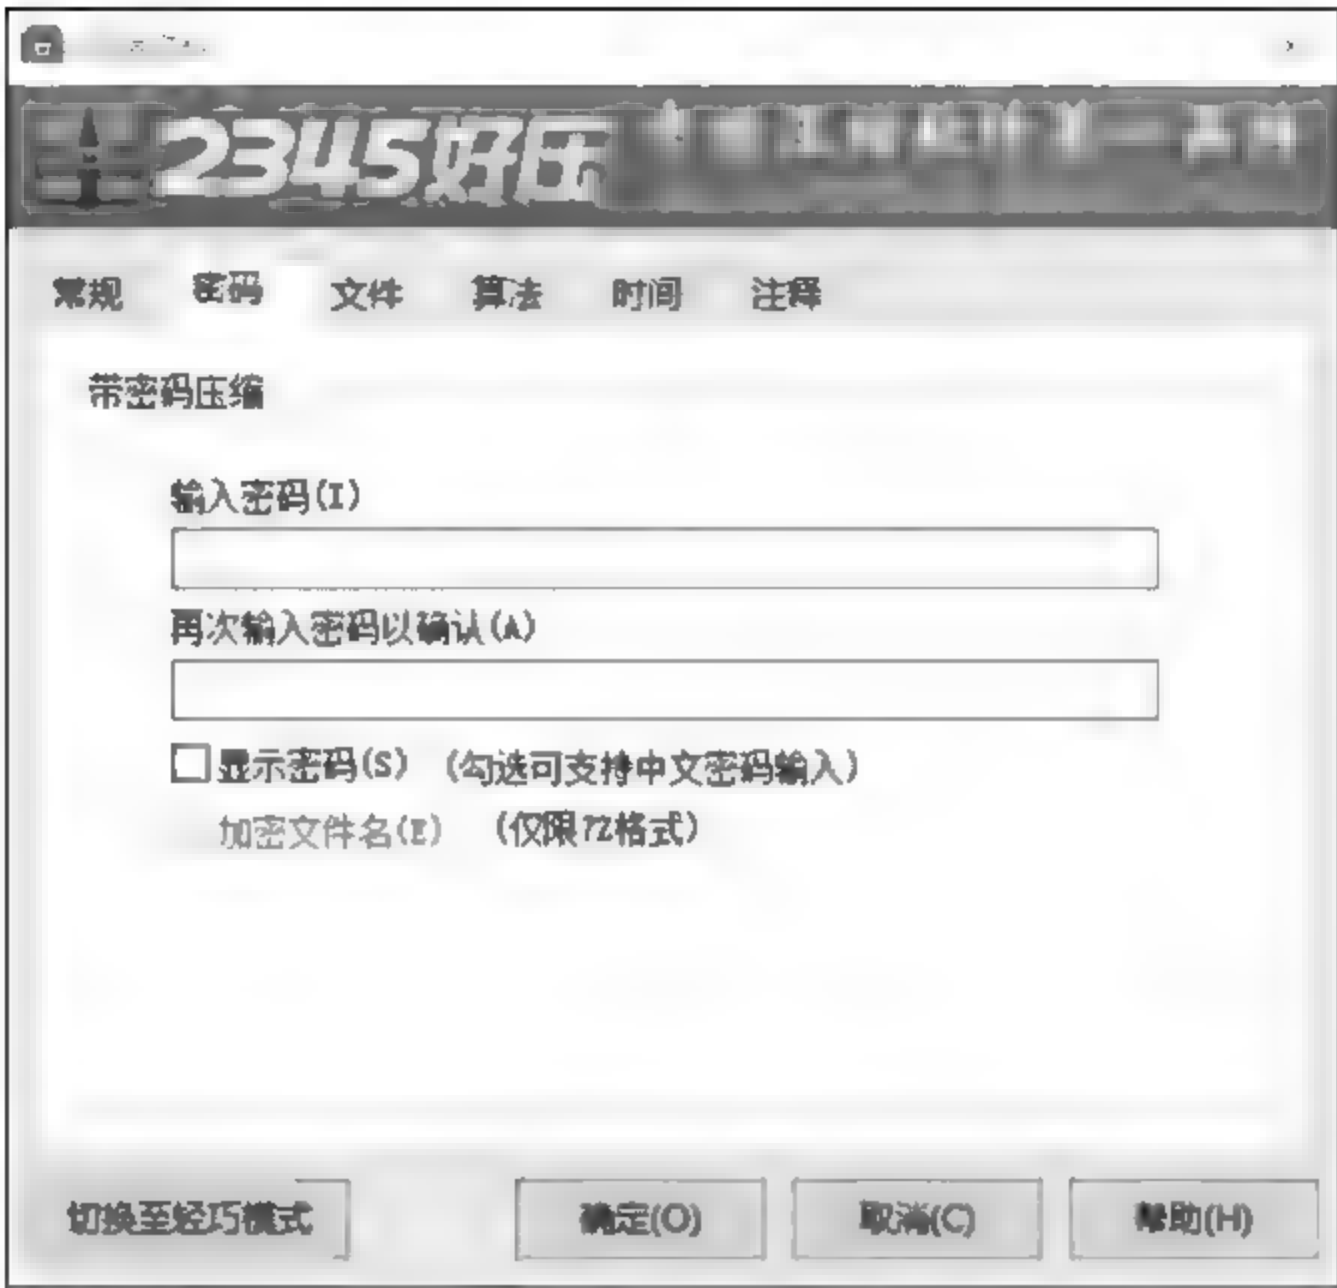 2345好压
常规 密码 文件 算法 时间 注释
带密码压缩
输入密码(I)
再次输入密码以确认(A)
显示密码(S) (勾选可支持中文密码输入)
加密文件名(E) (仅限7Z格式)
切换至轻巧模式 确定(O) 取消(C) 帮助(H)